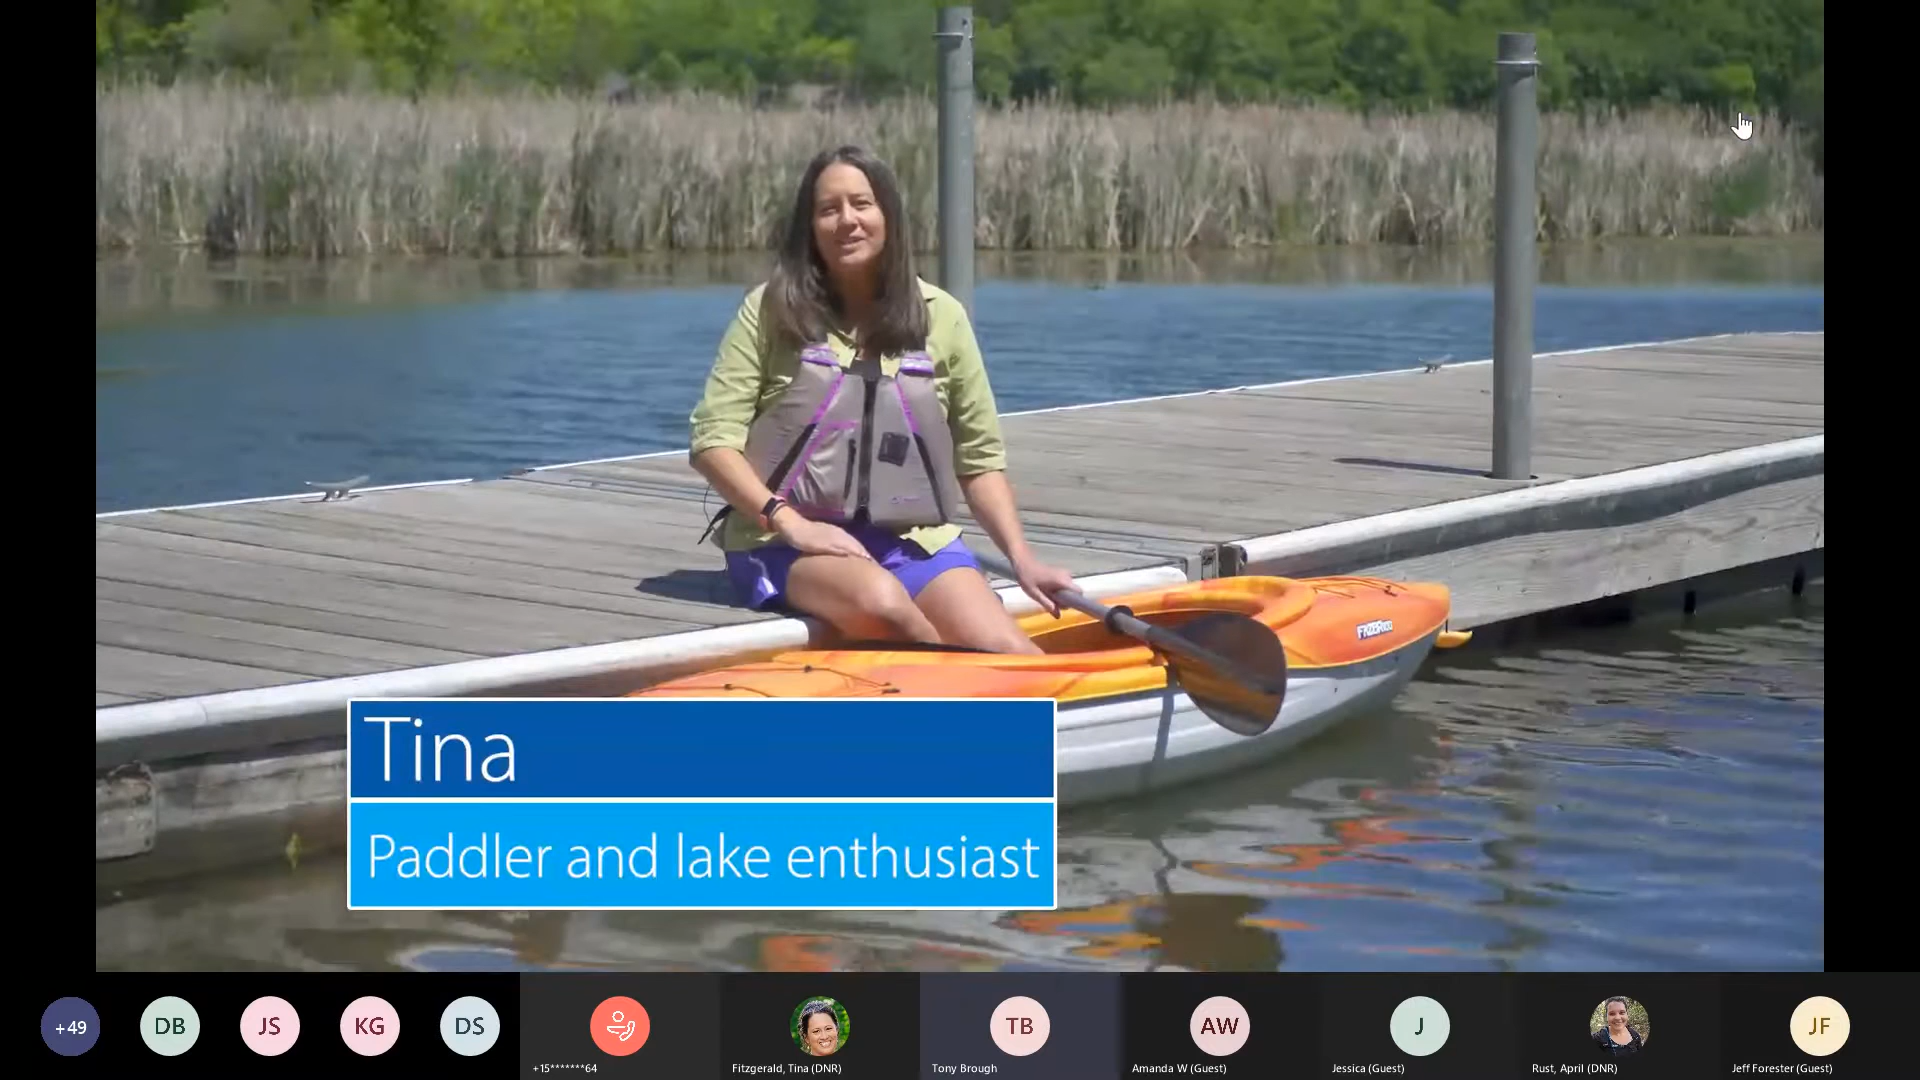 FAZER100
Tina
Paddler and lake enthusiast
+49
DB
JS
KG
DS
TB
AW
J
JF
+15*******64
Fitzgerald, Tina (DNR)
Tony Brough
Amanda W (Guest)
Jessica (Guest)
Rust, April (DNR)
Jeff Forester (Guest)